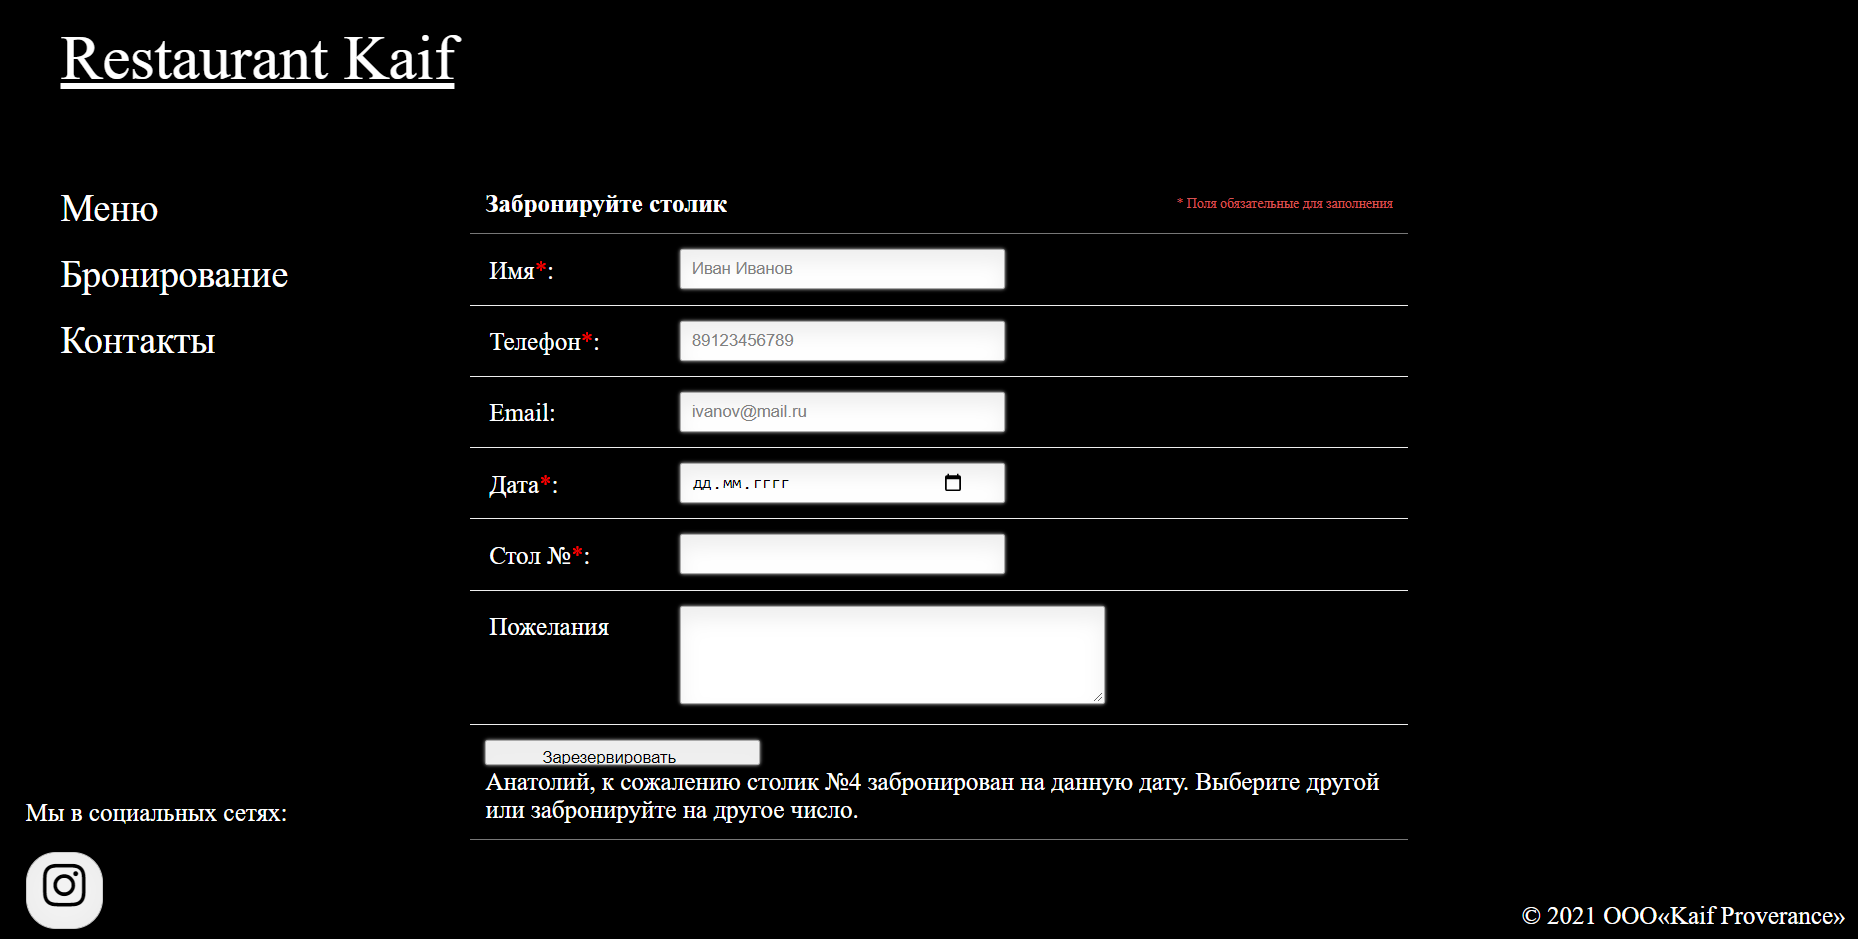 Restaurant Kaif
Меню
Бронирование
Контакты
Забронируйте столик
* Поля обязательные для заполнения
Имя*:
Иван Иванов
Телефон*:
89123456789
Email:
ivanov@mail.ru
Дата*:
дд.мм.гггг
Стол №*:
Пожелания
Зарезервировать
Анатолий, к сожалению столик №4 забронирован на данную дату. Выберите другой
или забронируйте на другое число.
Мы в социальных сетях:
© 2021 ООО«Kaif Proverance»